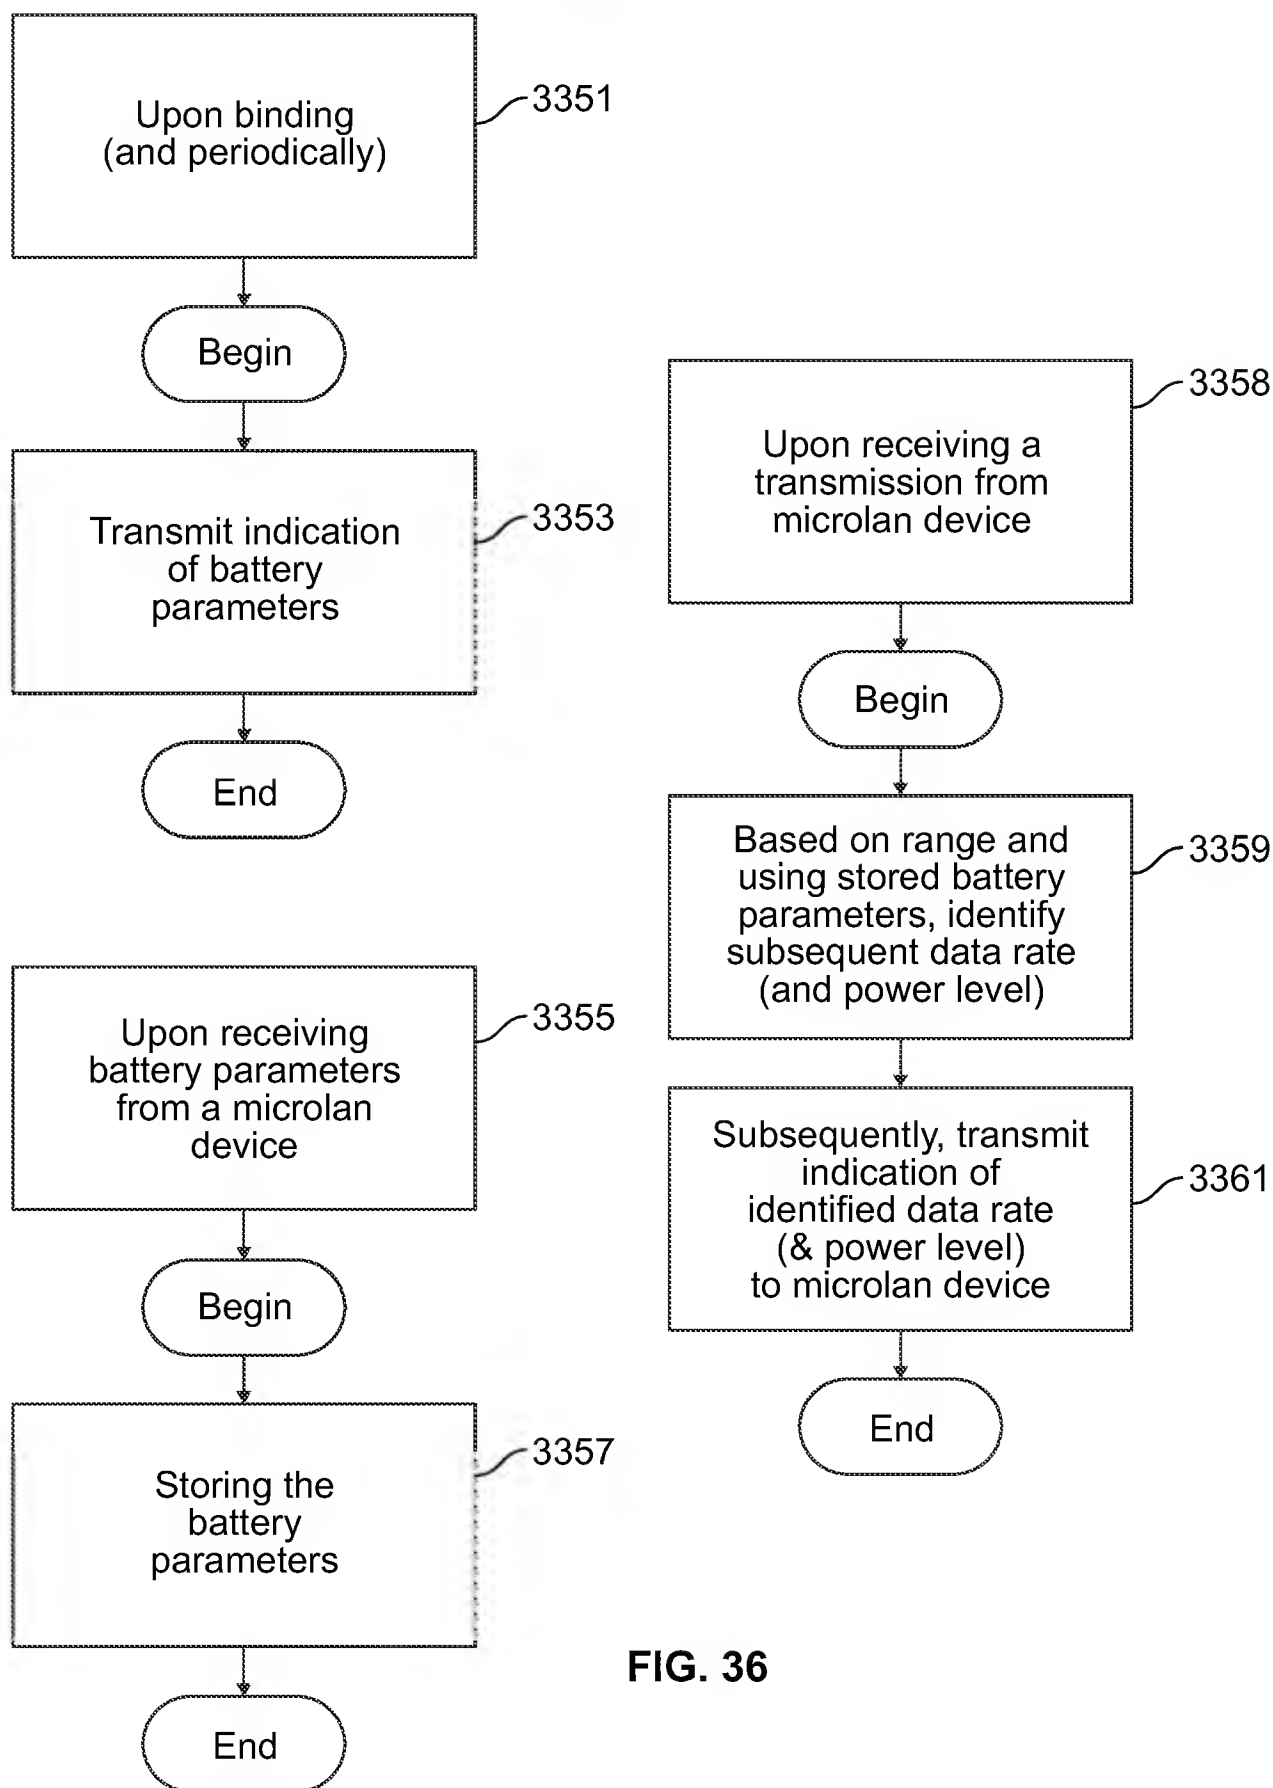 Upon binding
(and periodically)
3351
Begin
Transmit indication
of battery
parameters
3353
End
Upon receiving
battery parameters
from a microlan
device
3355
Begin
Storing the
battery
parameters
3357
End
Upon receiving a
transmission from
microlan device
3358
Begin
Based on range and
using stored battery
parameters, identify
subsequent data rate
(and power level)
3359
Subsequently, transmit
indication of
identified data rate
(& power level)
to microlan device
3361
End
FIG. 36